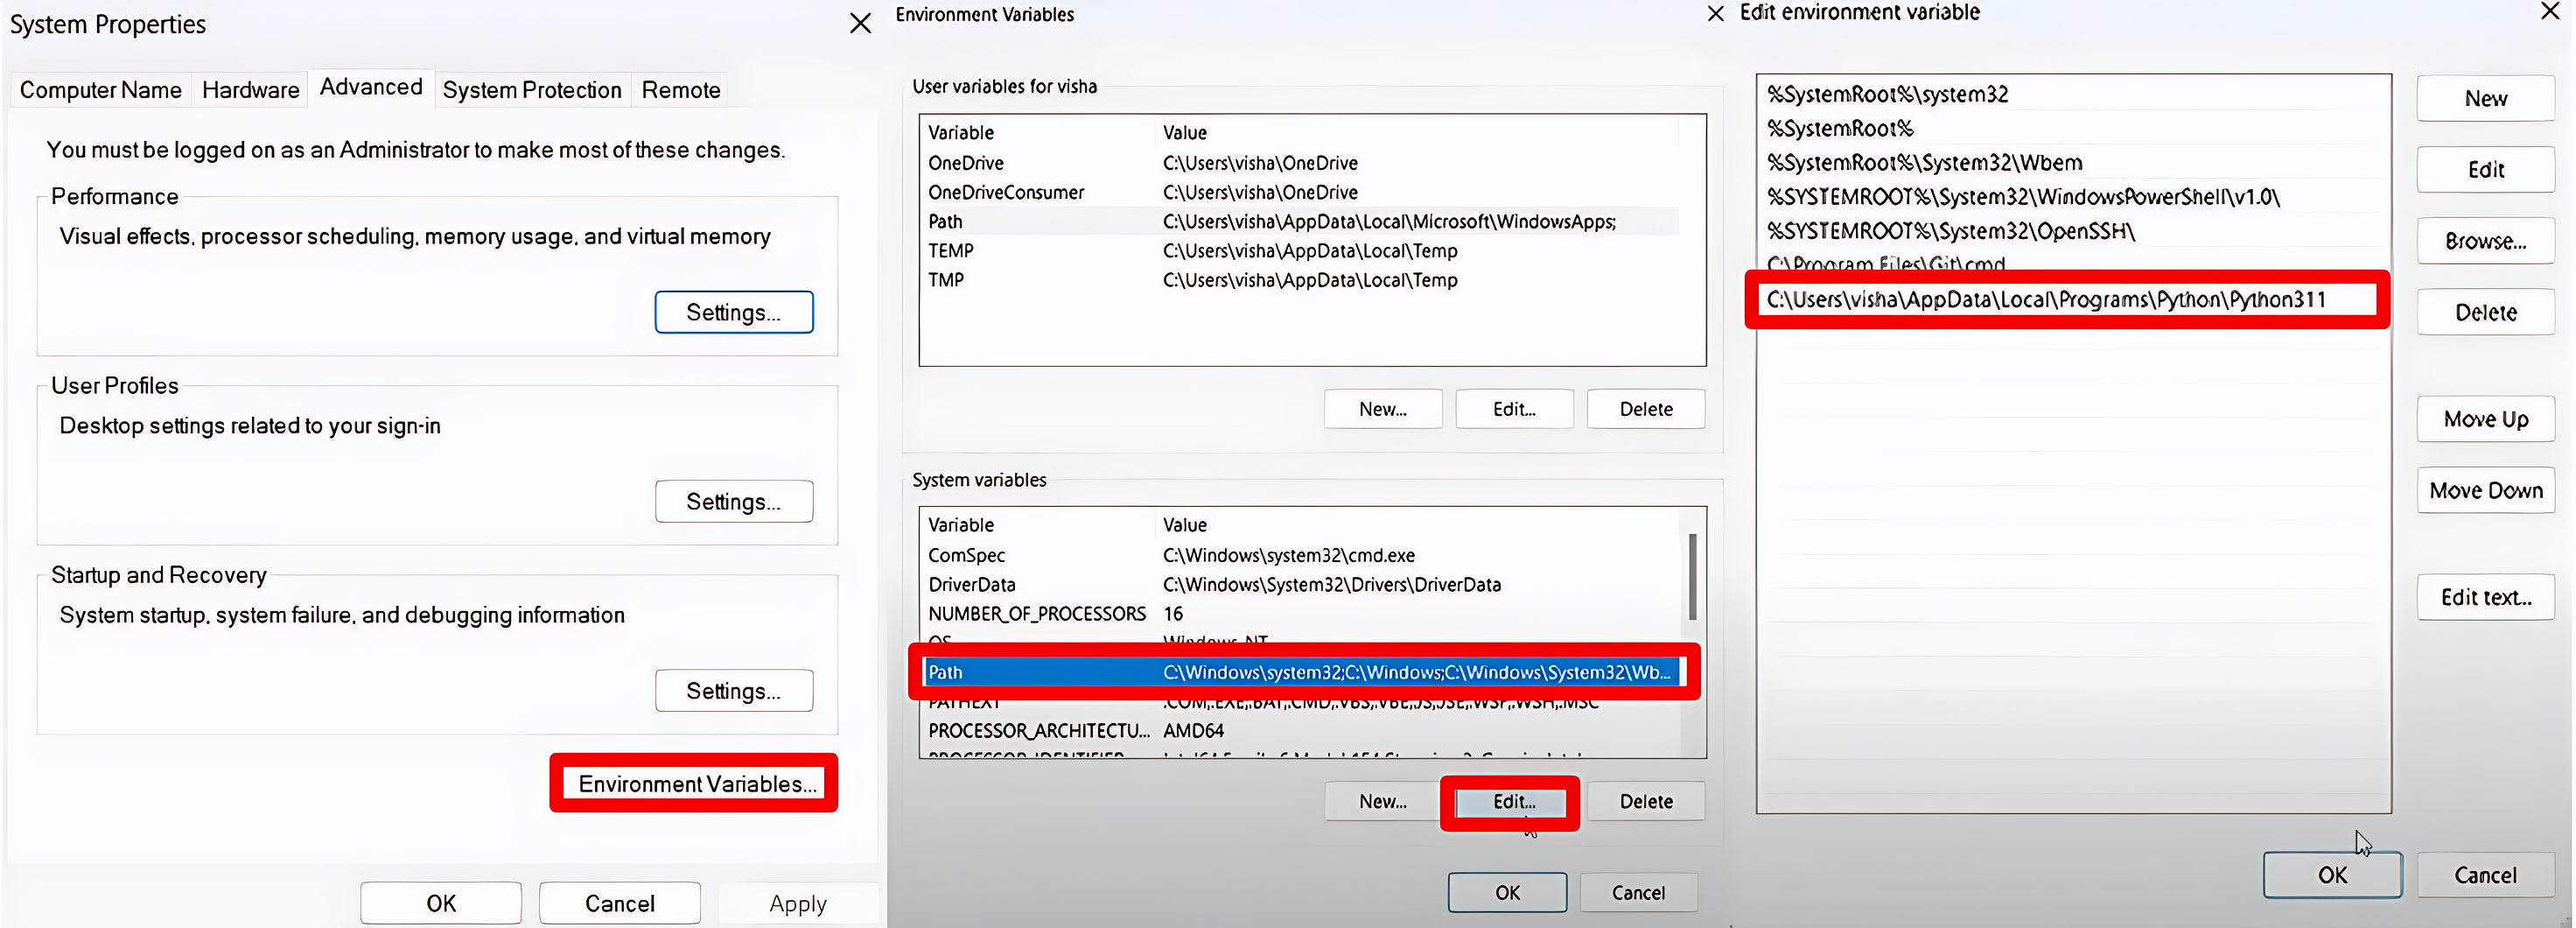 System Properties
Computer Name
Hardware
Advanced
System Protection
Remote
You must be logged on as an Administrator to make most of these changes.
Performance
Visual effects, processor scheduling, memory usage, and virtual memory
Settings...
User Profiles
Desktop settings related to your sign-in
Settings...
Startup and Recovery
System startup, system failure, and debugging information
Settings...
Environment Variables...
OK
Cancel
Apply
Environment Variables
User variables for visha
Variable Value
OneDrive C:\Users\visha\OneDrive
OneDriveConsumer C:\Users\visha\OneDrive
Path C:\Users\visha\AppData\Local\Microsoft\WindowsApps;
TEMP C:\Users\visha\AppData\Local\Temp
TMP C:\Users\visha\AppData\Local\Temp
New...
Edit...
Delete
System variables
Variable Value
ComSpec C:\Windows\system32\cmd.exe
DriverData C:\Windows\System32\Drivers\DriverData
NUMBER_OF_PROCESSORS 16
OS Windows_NT
Path C:\Windows\system32;C:\Windows;C:\Windows\System32\Wb...
PATHEXT .COM;.EXE;.BAT;.CMD;.VBS;.VBE;.JS;.JSE;.WSF;.WSH;.MSC
PROCESSOR_ARCHITECTU... AMD64
PROCESSOR_IDENTIFIER
New...
Edit...
Delete
OK
Cancel
Edit environment variable
%SystemRoot%\system32
%SystemRoot%
%SystemRoot%\System32\Wbem
%SYSTEMROOT%\System32\WindowsPowerShell\v1.0\
%SYSTEMROOT%\System32\OpenSSH\
C:\Program Files\Git\cmd
C:\Users\visha\AppData\Local\Programs\Python\Python311
New
Edit
Browse...
Delete
Move Up
Move Down
Edit text...
OK
Cancel